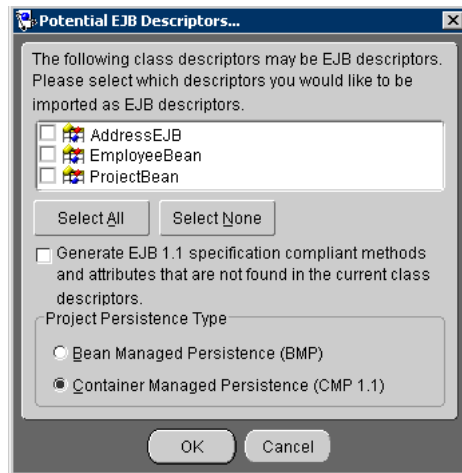 Potential EJB Descriptors...
The following class descriptors may be EJB descriptors.
Please select which descriptors you would like to be
imported as EJB descriptors.
AddressEJB
EmployeeBean
ProjectBean
Select All
Select None
Generate EJB 1.1 specification compliant methods
and attributes that are not found in the current class
descriptors.
Project Persistence Type
Bean Managed Persistence (BMP)
Container Managed Persistence (CMP 1.1)
OK
Cancel